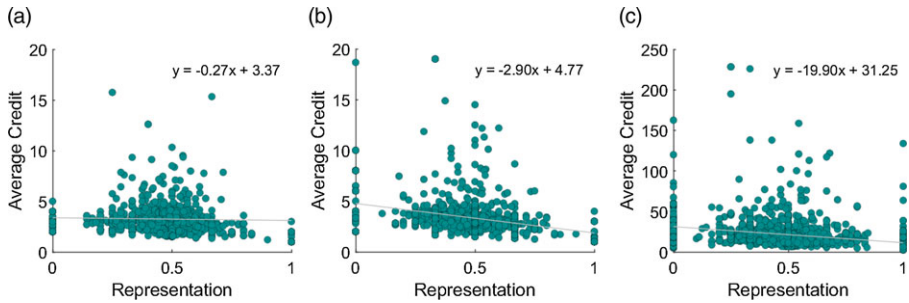 (a)
20
15
10
5
0
Average Credit
y = -0.27x + 3.37
0
0.5
1
Representation
(b)
20
15
10
5
0
Average Credit
y = -2.90x + 4.77
0
0.5
1
Representation
(c)
250
200
150
100
50
0
Average Credit
y = -19.90x + 31.25
0
0.5
1
Representation